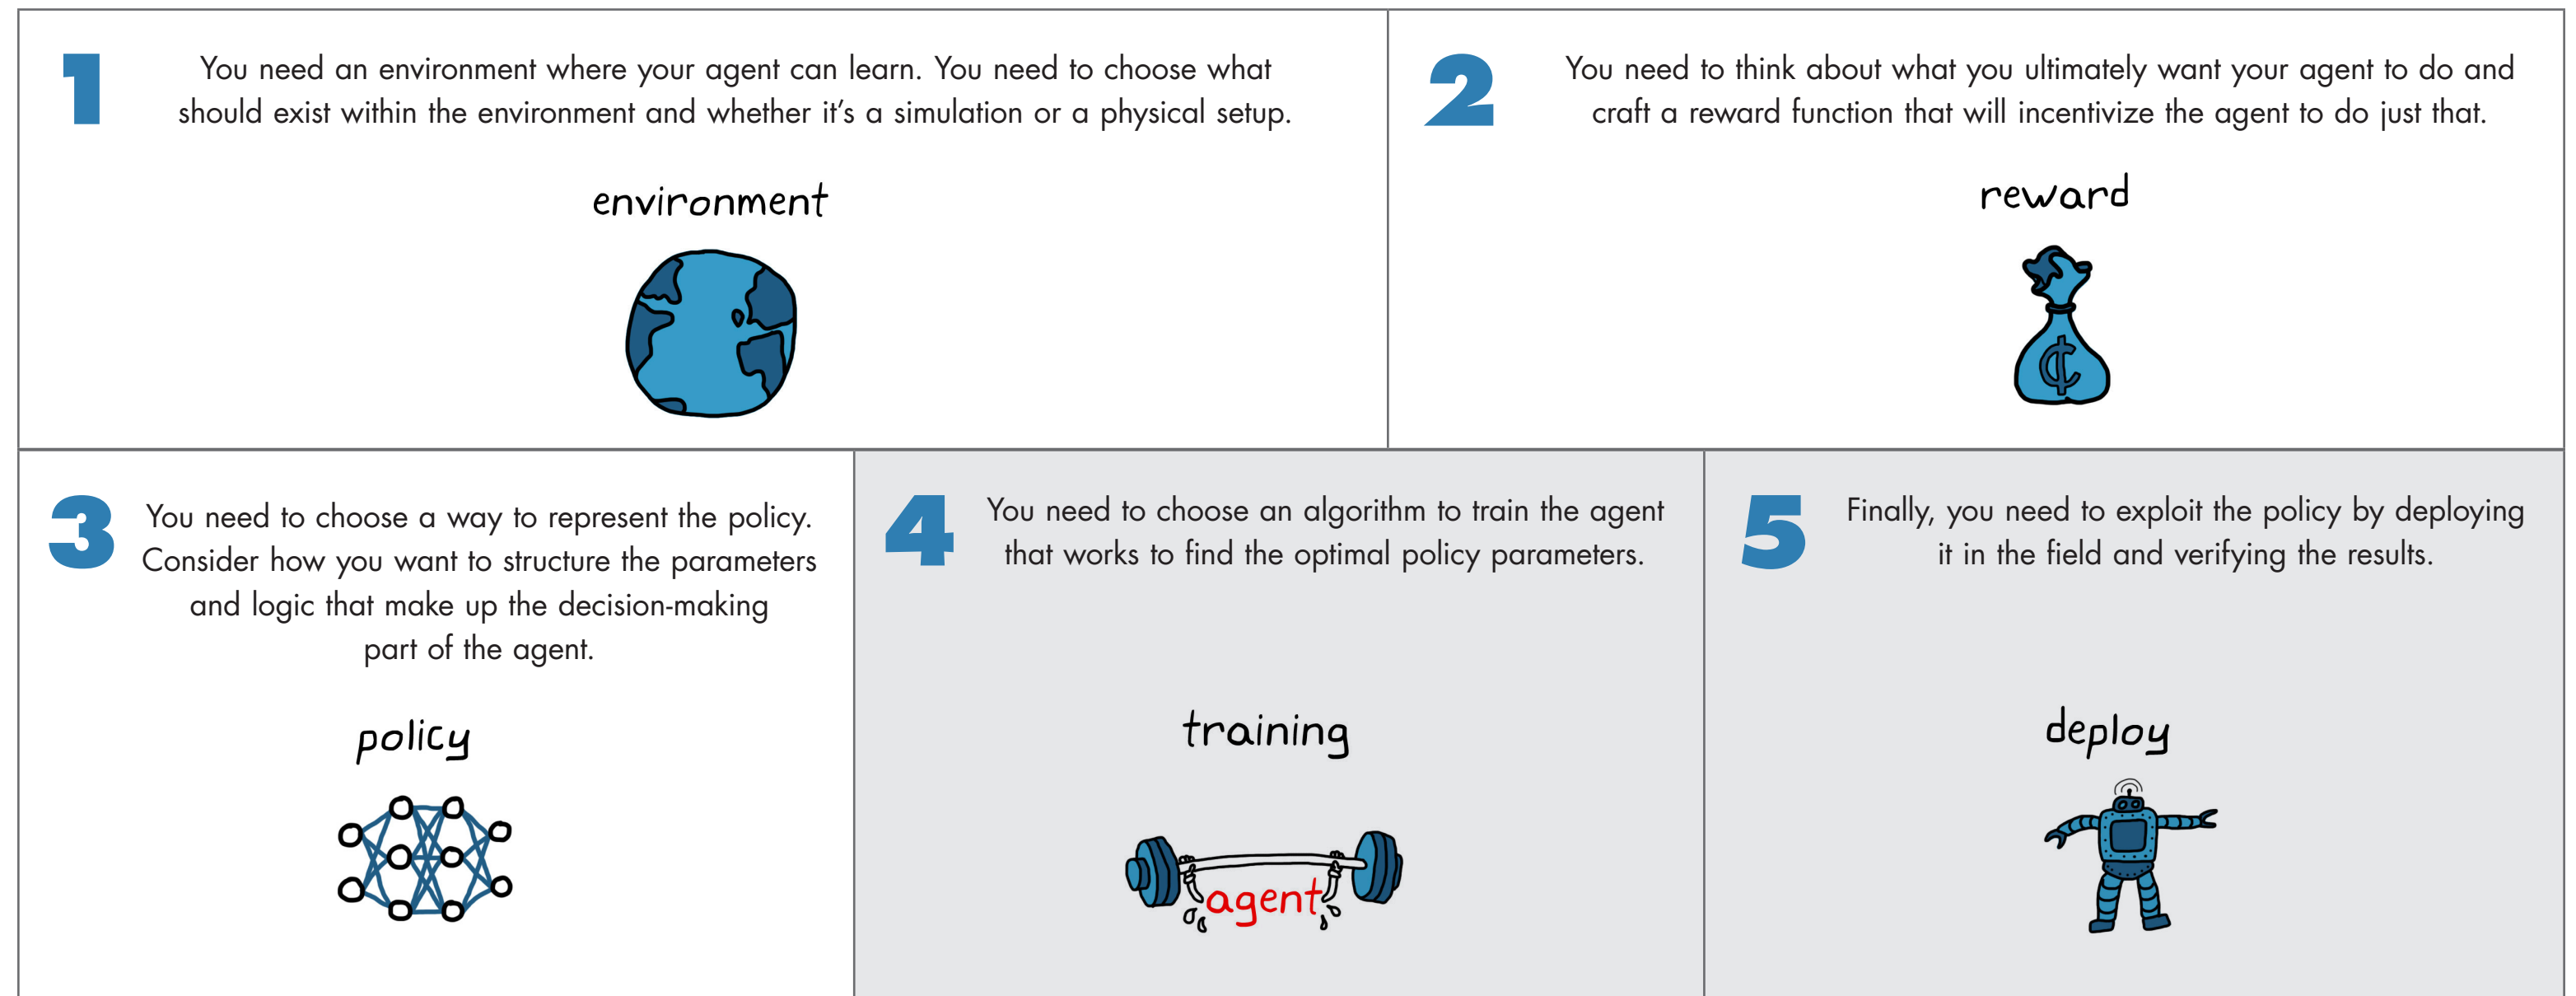 1
You need an environment where your agent can learn. You need to choose what
should exist within the environment and whether it’s a simulation or a physical setup.
environment
2
You need to think about what you ultimately want your agent to do and
craft a reward function that will incentivize the agent to do just that.
reward
₵
3
You need to choose a way to represent the policy.
Consider how you want to structure the parameters
and logic that make up the decision-making
part of the agent.
policy
4
You need to choose an algorithm to train the agent
that works to find the optimal policy parameters.
training
agent
5
Finally, you need to exploit the policy by deploying
it in the field and verifying the results.
deploy